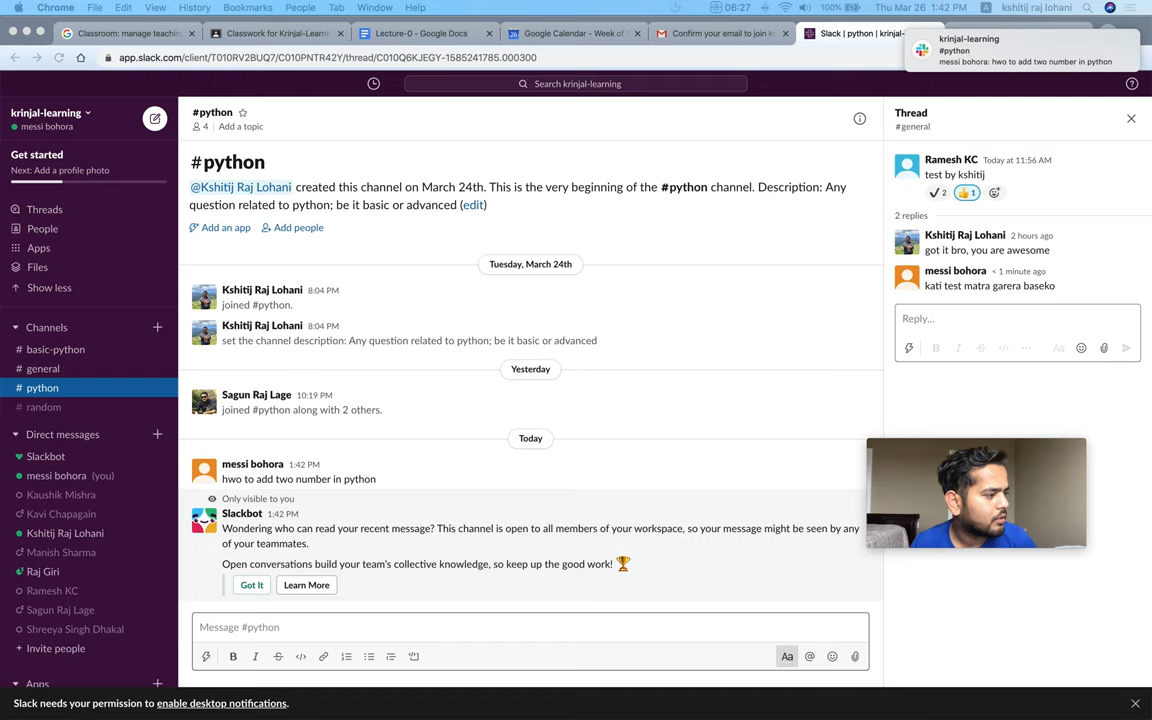 Chrome File Edit View History Bookmarks People Tab Window Help
06:27 100% Thu Mar 26 1:42 PM A kshitij raj lohani
Classroom: manage teachin
Classwork for Krinjal-Learnin
Lecture-0 - Google Docs
Google Calendar - Week of
Confirm your email to join k
Slack | python | krinjal-
app.slack.com/client/T010RV2BUQ7/C010PNTR42Y/thread/C010Q6KJEGY-1585241785.000300
krinjal-learning
#python
messi bohora: hwo to add two number in python
Search krinjal-learning
krinjal-learning
messi bohora
Get started
Next: Add a profile photo
Threads
People
Apps
Files
Show less
Channels
# basic-python
# general
# python
# random
Direct messages
Slackbot
messi bohora (you)
Kaushik Mishra
Kavi Chapagain
Kshitij Raj Lohani
Manish Sharma
Raj Giri
Ramesh KC
Sagun Raj Lage
Shreeya Singh Dhakal
+ Invite people
Apps
#python
4 | Add a topic
#python
@Kshitij Raj Lohani created this channel on March 24th. This is the very beginning of the #python channel. Description: Any
question related to python; be it basic or advanced (edit)
Add an app Add people
Tuesday, March 24th
Kshitij Raj Lohani 8:04 PM
joined #python.
Kshitij Raj Lohani 8:04 PM
set the channel description: Any question related to python; be it basic or advanced
Yesterday
Sagun Raj Lage 10:19 PM
joined #python along with 2 others.
Today
messi bohora 1:42 PM
hwo to add two number in python
Only visible to you
Slackbot 1:42 PM
Wondering who can read your recent message? This channel is open to all members of your workspace, so your message might be seen by any
of your teammates.
Open conversations build your team's collective knowledge, so keep up the good work!
Got It Learn More
Message #python
B I S </> Aa @
Thread
#general
Ramesh KC Today at 11:56 AM
test by kshitij
2 1
2 replies
Kshitij Raj Lohani 2 hours ago
got it bro, you are awesome
messi bohora < 1 minute ago
kati test matra garera baseko
Reply...
B I S </> Aa
Slack needs your permission to enable desktop notifications.